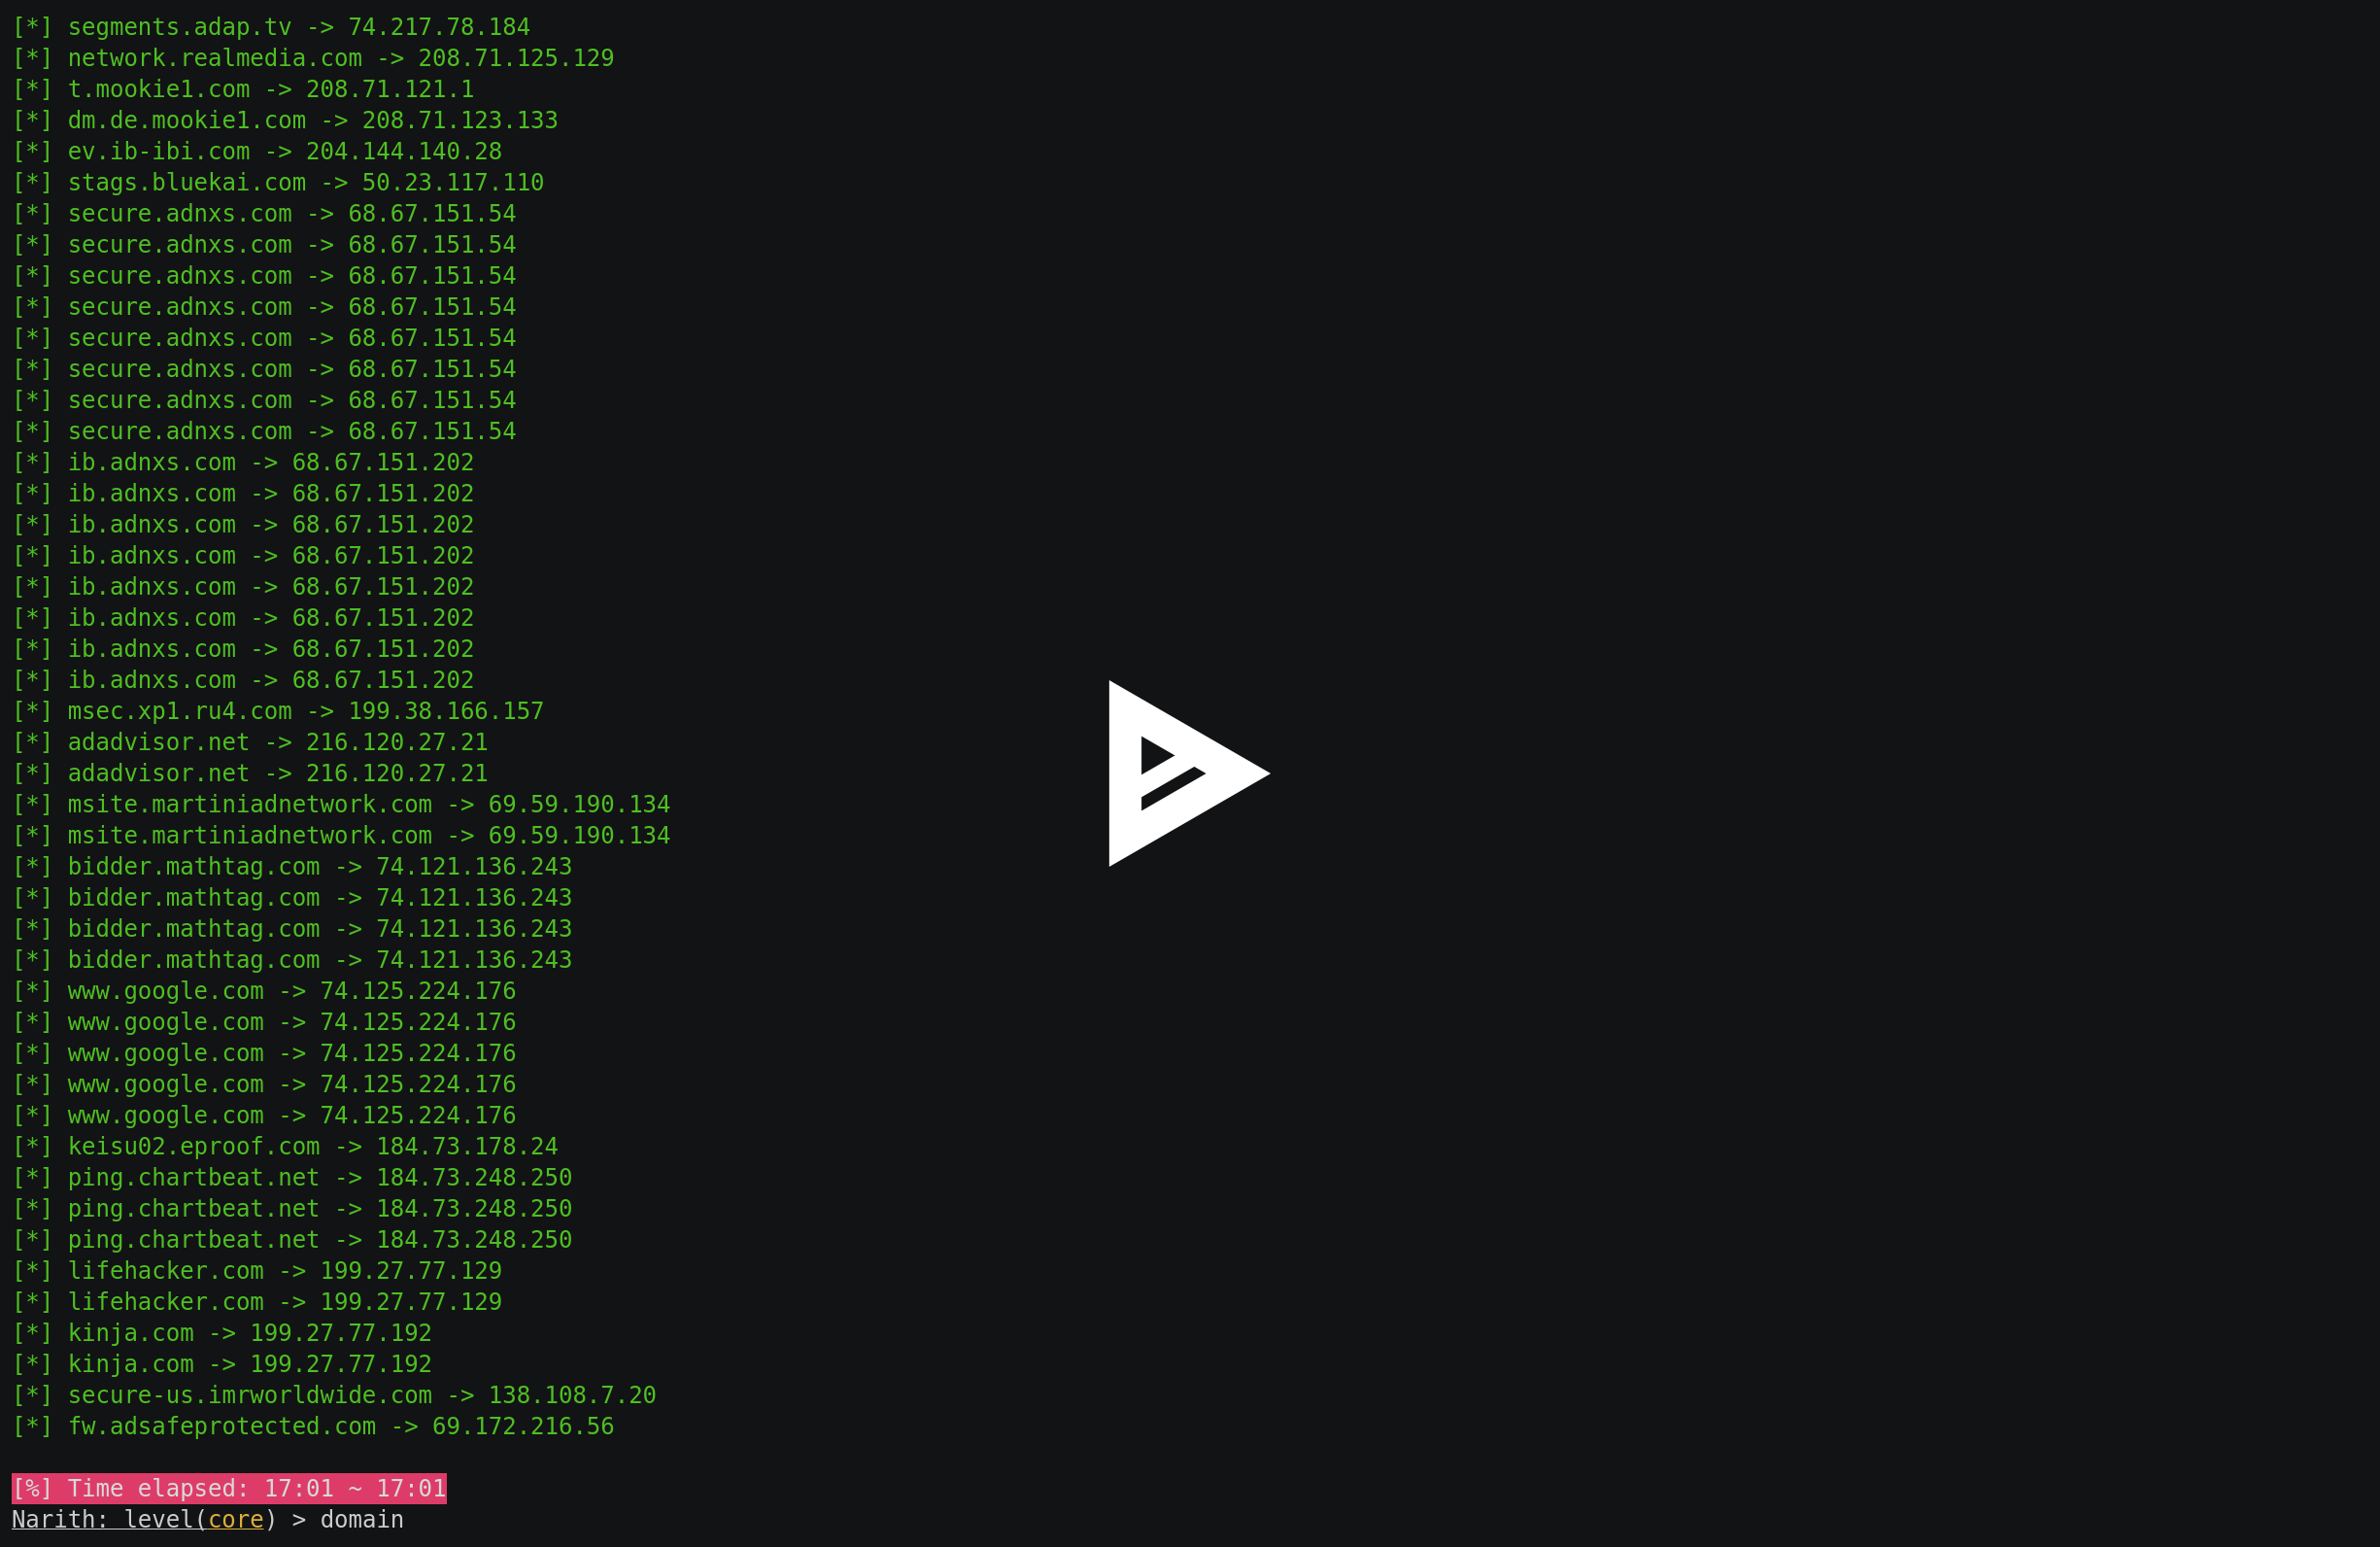 [*] segments.adap.tv -> 74.217.78.184
[*] network.realmedia.com -> 208.71.125.129
[*] t.mookie1.com -> 208.71.121.1
[*] dm.de.mookie1.com -> 208.71.123.133
[*] ev.ib-ibi.com -> 204.144.140.28
[*] stags.bluekai.com -> 50.23.117.110
[*] secure.adnxs.com -> 68.67.151.54
[*] secure.adnxs.com -> 68.67.151.54
[*] secure.adnxs.com -> 68.67.151.54
[*] secure.adnxs.com -> 68.67.151.54
[*] secure.adnxs.com -> 68.67.151.54
[*] secure.adnxs.com -> 68.67.151.54
[*] secure.adnxs.com -> 68.67.151.54
[*] secure.adnxs.com -> 68.67.151.54
[*] ib.adnxs.com -> 68.67.151.202
[*] ib.adnxs.com -> 68.67.151.202
[*] ib.adnxs.com -> 68.67.151.202
[*] ib.adnxs.com -> 68.67.151.202
[*] ib.adnxs.com -> 68.67.151.202
[*] ib.adnxs.com -> 68.67.151.202
[*] ib.adnxs.com -> 68.67.151.202
[*] ib.adnxs.com -> 68.67.151.202
[*] msec.xp1.ru4.com -> 199.38.166.157
[*] adadvisor.net -> 216.120.27.21
[*] adadvisor.net -> 216.120.27.21
[*] msite.martiniadnetwork.com -> 69.59.190.134
[*] msite.martiniadnetwork.com -> 69.59.190.134
[*] bidder.mathtag.com -> 74.121.136.243
[*] bidder.mathtag.com -> 74.121.136.243
[*] bidder.mathtag.com -> 74.121.136.243
[*] bidder.mathtag.com -> 74.121.136.243
[*] www.google.com -> 74.125.224.176
[*] www.google.com -> 74.125.224.176
[*] www.google.com -> 74.125.224.176
[*] www.google.com -> 74.125.224.176
[*] www.google.com -> 74.125.224.176
[*] keisu02.eproof.com -> 184.73.178.24
[*] ping.chartbeat.net -> 184.73.248.250
[*] ping.chartbeat.net -> 184.73.248.250
[*] ping.chartbeat.net -> 184.73.248.250
[*] lifehacker.com -> 199.27.77.129
[*] lifehacker.com -> 199.27.77.129
[*] kinja.com -> 199.27.77.192
[*] kinja.com -> 199.27.77.192
[*] secure-us.imrworldwide.com -> 138.108.7.20
[*] fw.adsafeprotected.com -> 69.172.216.56
[%] Time elapsed: 17:01 ~ 17:01
Narith: level(core) > domain